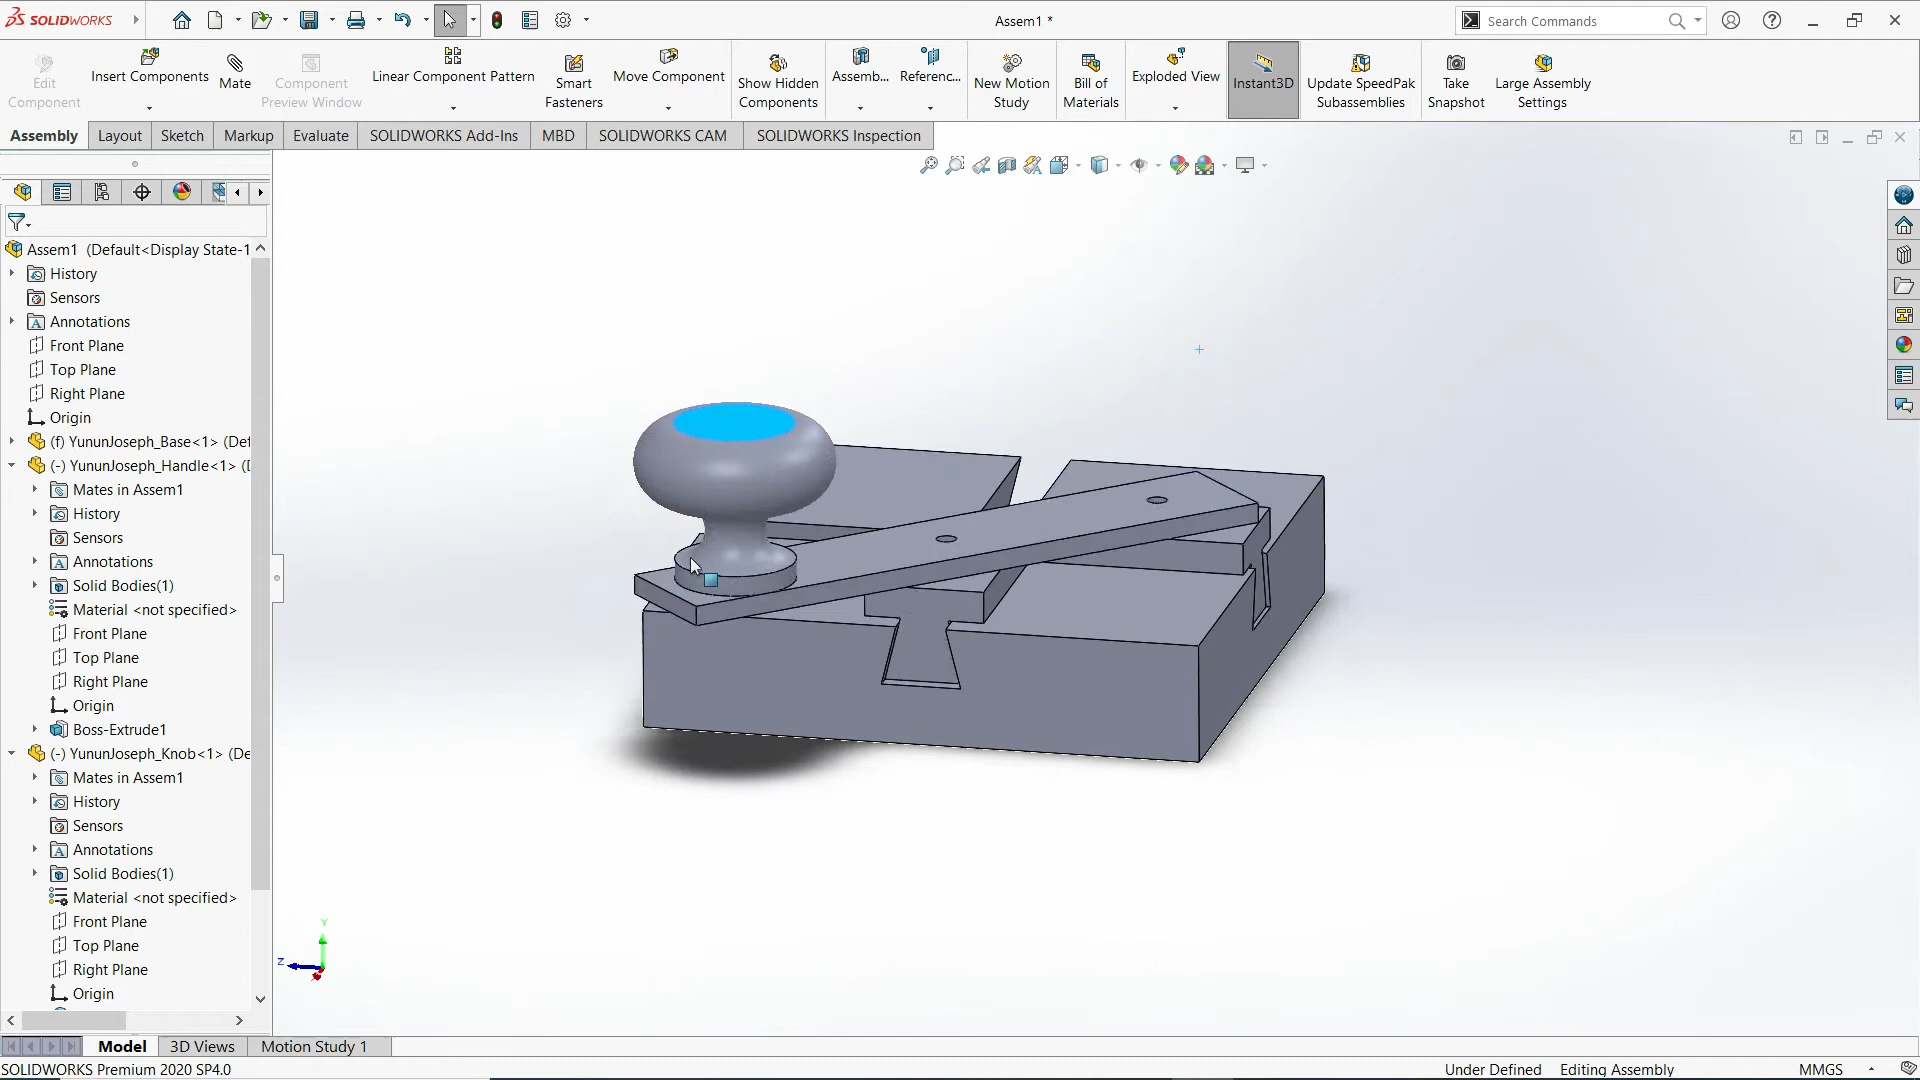 SOLIDWORKS
Assem1 *
Search Commands
Edit Component
Insert Components
Mate
Component Preview Window
Linear Component Pattern
Smart Fasteners
Move Component
Show Hidden Components
Assemb...
Referenc...
New Motion Study
Bill of Materials
Exploded View
Instant3D
Update SpeedPak Subassemblies
Take Snapshot
Large Assembly Settings
Assembly
Layout
Sketch
Markup
Evaluate
SOLIDWORKS Add-Ins
MBD
SOLIDWORKS CAM
SOLIDWORKS Inspection
Assem1 (Default<Display State-1
History
Sensors
Annotations
Front Plane
Top Plane
Right Plane
Origin
(f) YununJoseph_Base<1> (Def
(-) YununJoseph_Handle<1> (D
Mates in Assem1
History
Sensors
Annotations
Solid Bodies(1)
Material <not specified>
Front Plane
Top Plane
Right Plane
Origin
Boss-Extrude1
(-) YununJoseph_Knob<1> (De
Mates in Assem1
History
Sensors
Annotations
Solid Bodies(1)
Material <not specified>
Front Plane
Top Plane
Right Plane
Origin
Y
Z
Model
3D Views
Motion Study 1
SOLIDWORKS Premium 2020 SP4.0
Under Defined
Editing Assembly
MMGS